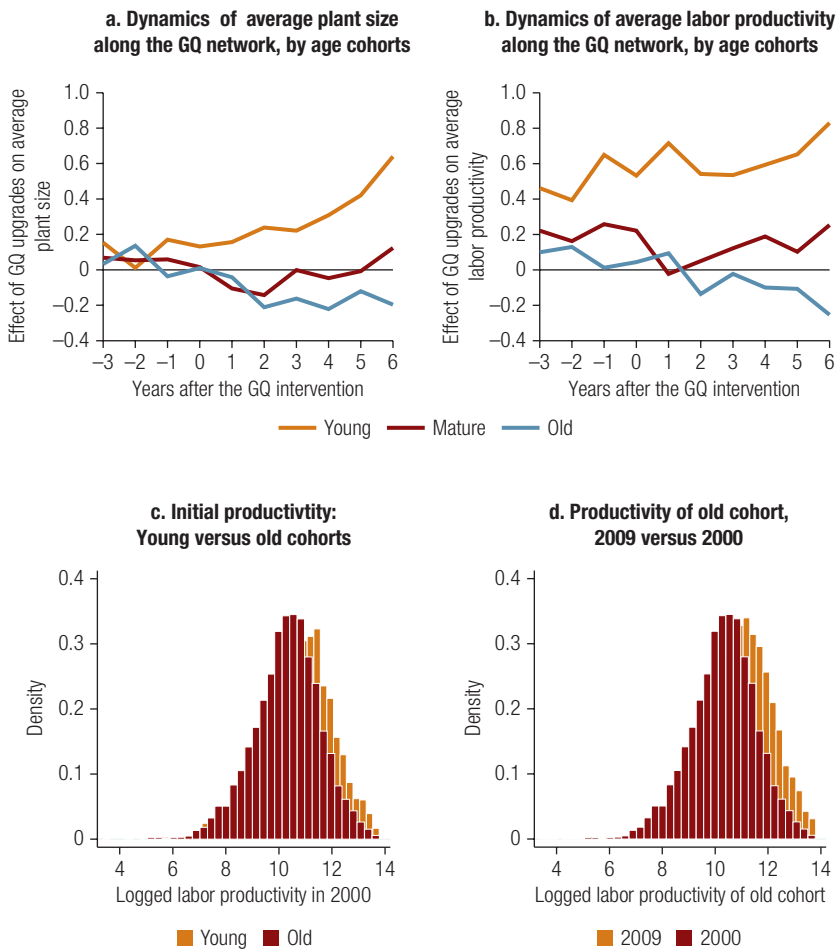 a. Dynamics of average plant size
along the GQ network, by age cohorts
Effect of GQ upgrades on average
plant size
1.0
0.8
0.6
0.4
0.2
0
–0.2
–0.4
–3 –2 –1 0 1 2 3 4 5 6
Years after the GQ intervention
b. Dynamics of average labor productivity
along the GQ network, by age cohorts
Effect of GQ upgrades on average
labor productivity
1.0
0.8
0.6
0.4
0.2
0
–0.2
–0.4
–3 –2 –1 0 1 2 3 4 5 6
Years after the GQ intervention
Young Mature Old
c. Initial productivtity:
Young versus old cohorts
Density
0.4
0.3
0.2
0.1
0
4 6 8 10 12 14
Logged labor productivity in 2000
Young Old
d. Productivity of old cohort,
2009 versus 2000
Density
0.4
0.3
0.2
0.1
0
4 6 8 10 12 14
Logged labor productivity of old cohort
2009 2000